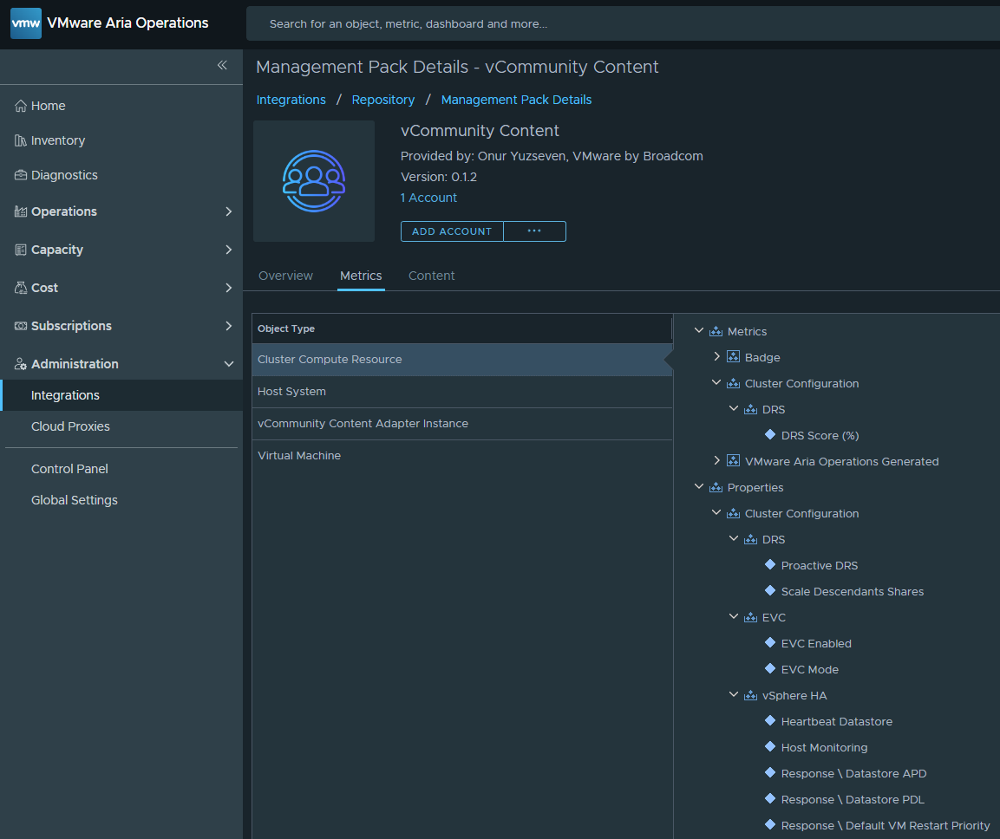 vmw VMware Aria Operations
Search for an object, metric, dashboard and more...
Home
Inventory
Diagnostics
Operations
Capacity
Cost
Subscriptions
Administration
Integrations
Cloud Proxies
Control Panel
Global Settings
Management Pack Details - vCommunity Content
Integrations / Repository / Management Pack Details
vCommunity Content
Provided by: Onur Yuzseven, VMware by Broadcom
Version: 0.1.2
1 Account
ADD ACCOUNT ...
Overview Metrics Content
Object Type
Cluster Compute Resource
Host System
vCommunity Content Adapter Instance
Virtual Machine
Metrics
Badge
Cluster Configuration
DRS
DRS Score (%)
VMware Aria Operations Generated
Properties
Cluster Configuration
DRS
Proactive DRS
Scale Descendants Shares
EVC
EVC Enabled
EVC Mode
vSphere HA
Heartbeat Datastore
Host Monitoring
Response \ Datastore APD
Response \ Datastore PDL
Response \ Default VM Restart Priority